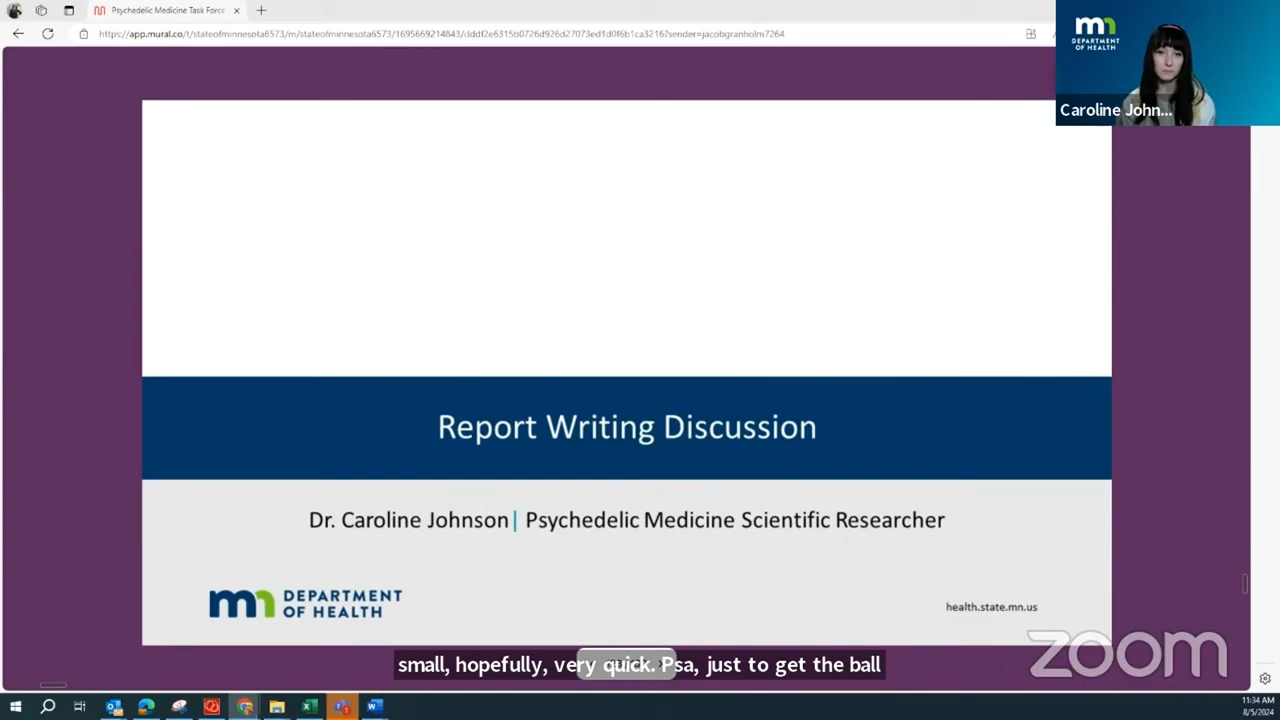 Psychedelic Medicine Task Force
https://app.mural.co/t/stateofminnesota6573/m/stateofminnesota6573/1695669214843/dddf2e6315b0726d926d27073ed1d0f6b1ca3216?sender=jacobgranholm7264
mn
DEPARTMENT
OF HEALTH
Caroline John...
Report Writing Discussion
Dr. Caroline Johnson | Psychedelic Medicine Scientific Researcher
mn DEPARTMENT
OF HEALTH
health.state.mn.us
zoom
small, hopefully, very quick. Psa, just to get the ball
11:34 AM
8/5/2024